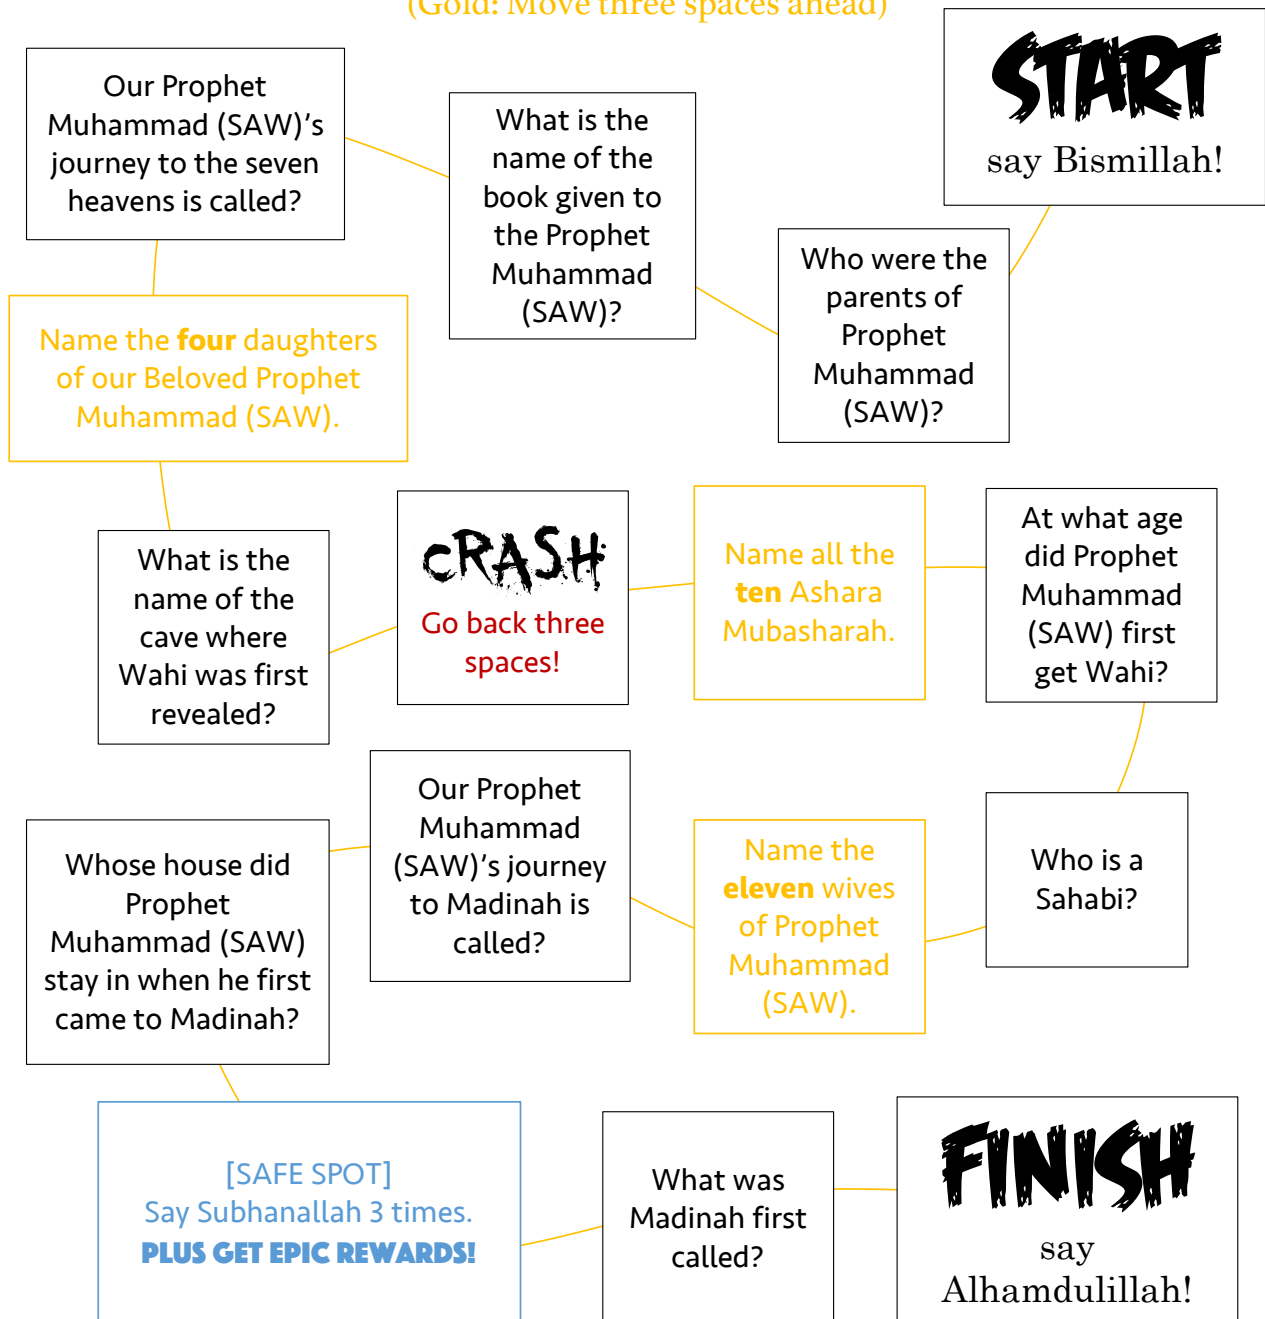 (Gold: Move three spaces ahead)
START
say Bismillah!
Who were the
parents of
Prophet
Muhammad
(SAW)?
What is the
name of the
book given to
the Prophet
Muhammad
(SAW)?
Our Prophet
Muhammad (SAW)'s
journey to the seven
heavens is called?
Name the four daughters
of our Beloved Prophet
Muhammad (SAW).
What is the
name of the
cave where
Wahi was first
revealed?
CRASH
Go back three
spaces!
Name all the
ten Ashara
Mubasharah.
At what age
did Prophet
Muhammad
(SAW) first
get Wahi?
Who is a
Sahabi?
Name the
eleven wives
of Prophet
Muhammad
(SAW).
Our Prophet
Muhammad
(SAW)'s journey
to Madinah is
called?
Whose house did
Prophet
Muhammad (SAW)
stay in when he first
came to Madinah?
[SAFE SPOT]
Say Subhanallah 3 times.
PLUS GET EPIC REWARDS!
What was
Madinah first
called?
FINISH
say
Alhamdulillah!